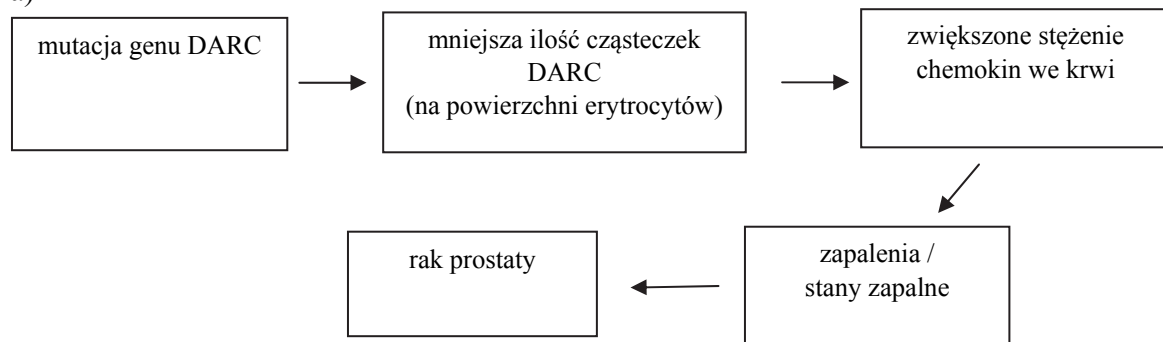 mutacja genu DARC
mniejsza ilość cząsteczek
DARC
(na powierzchni erytrocytów)
zwiększone stężenie
chemokin we krwi
rak prostaty
zapalenia /
stany zapalne